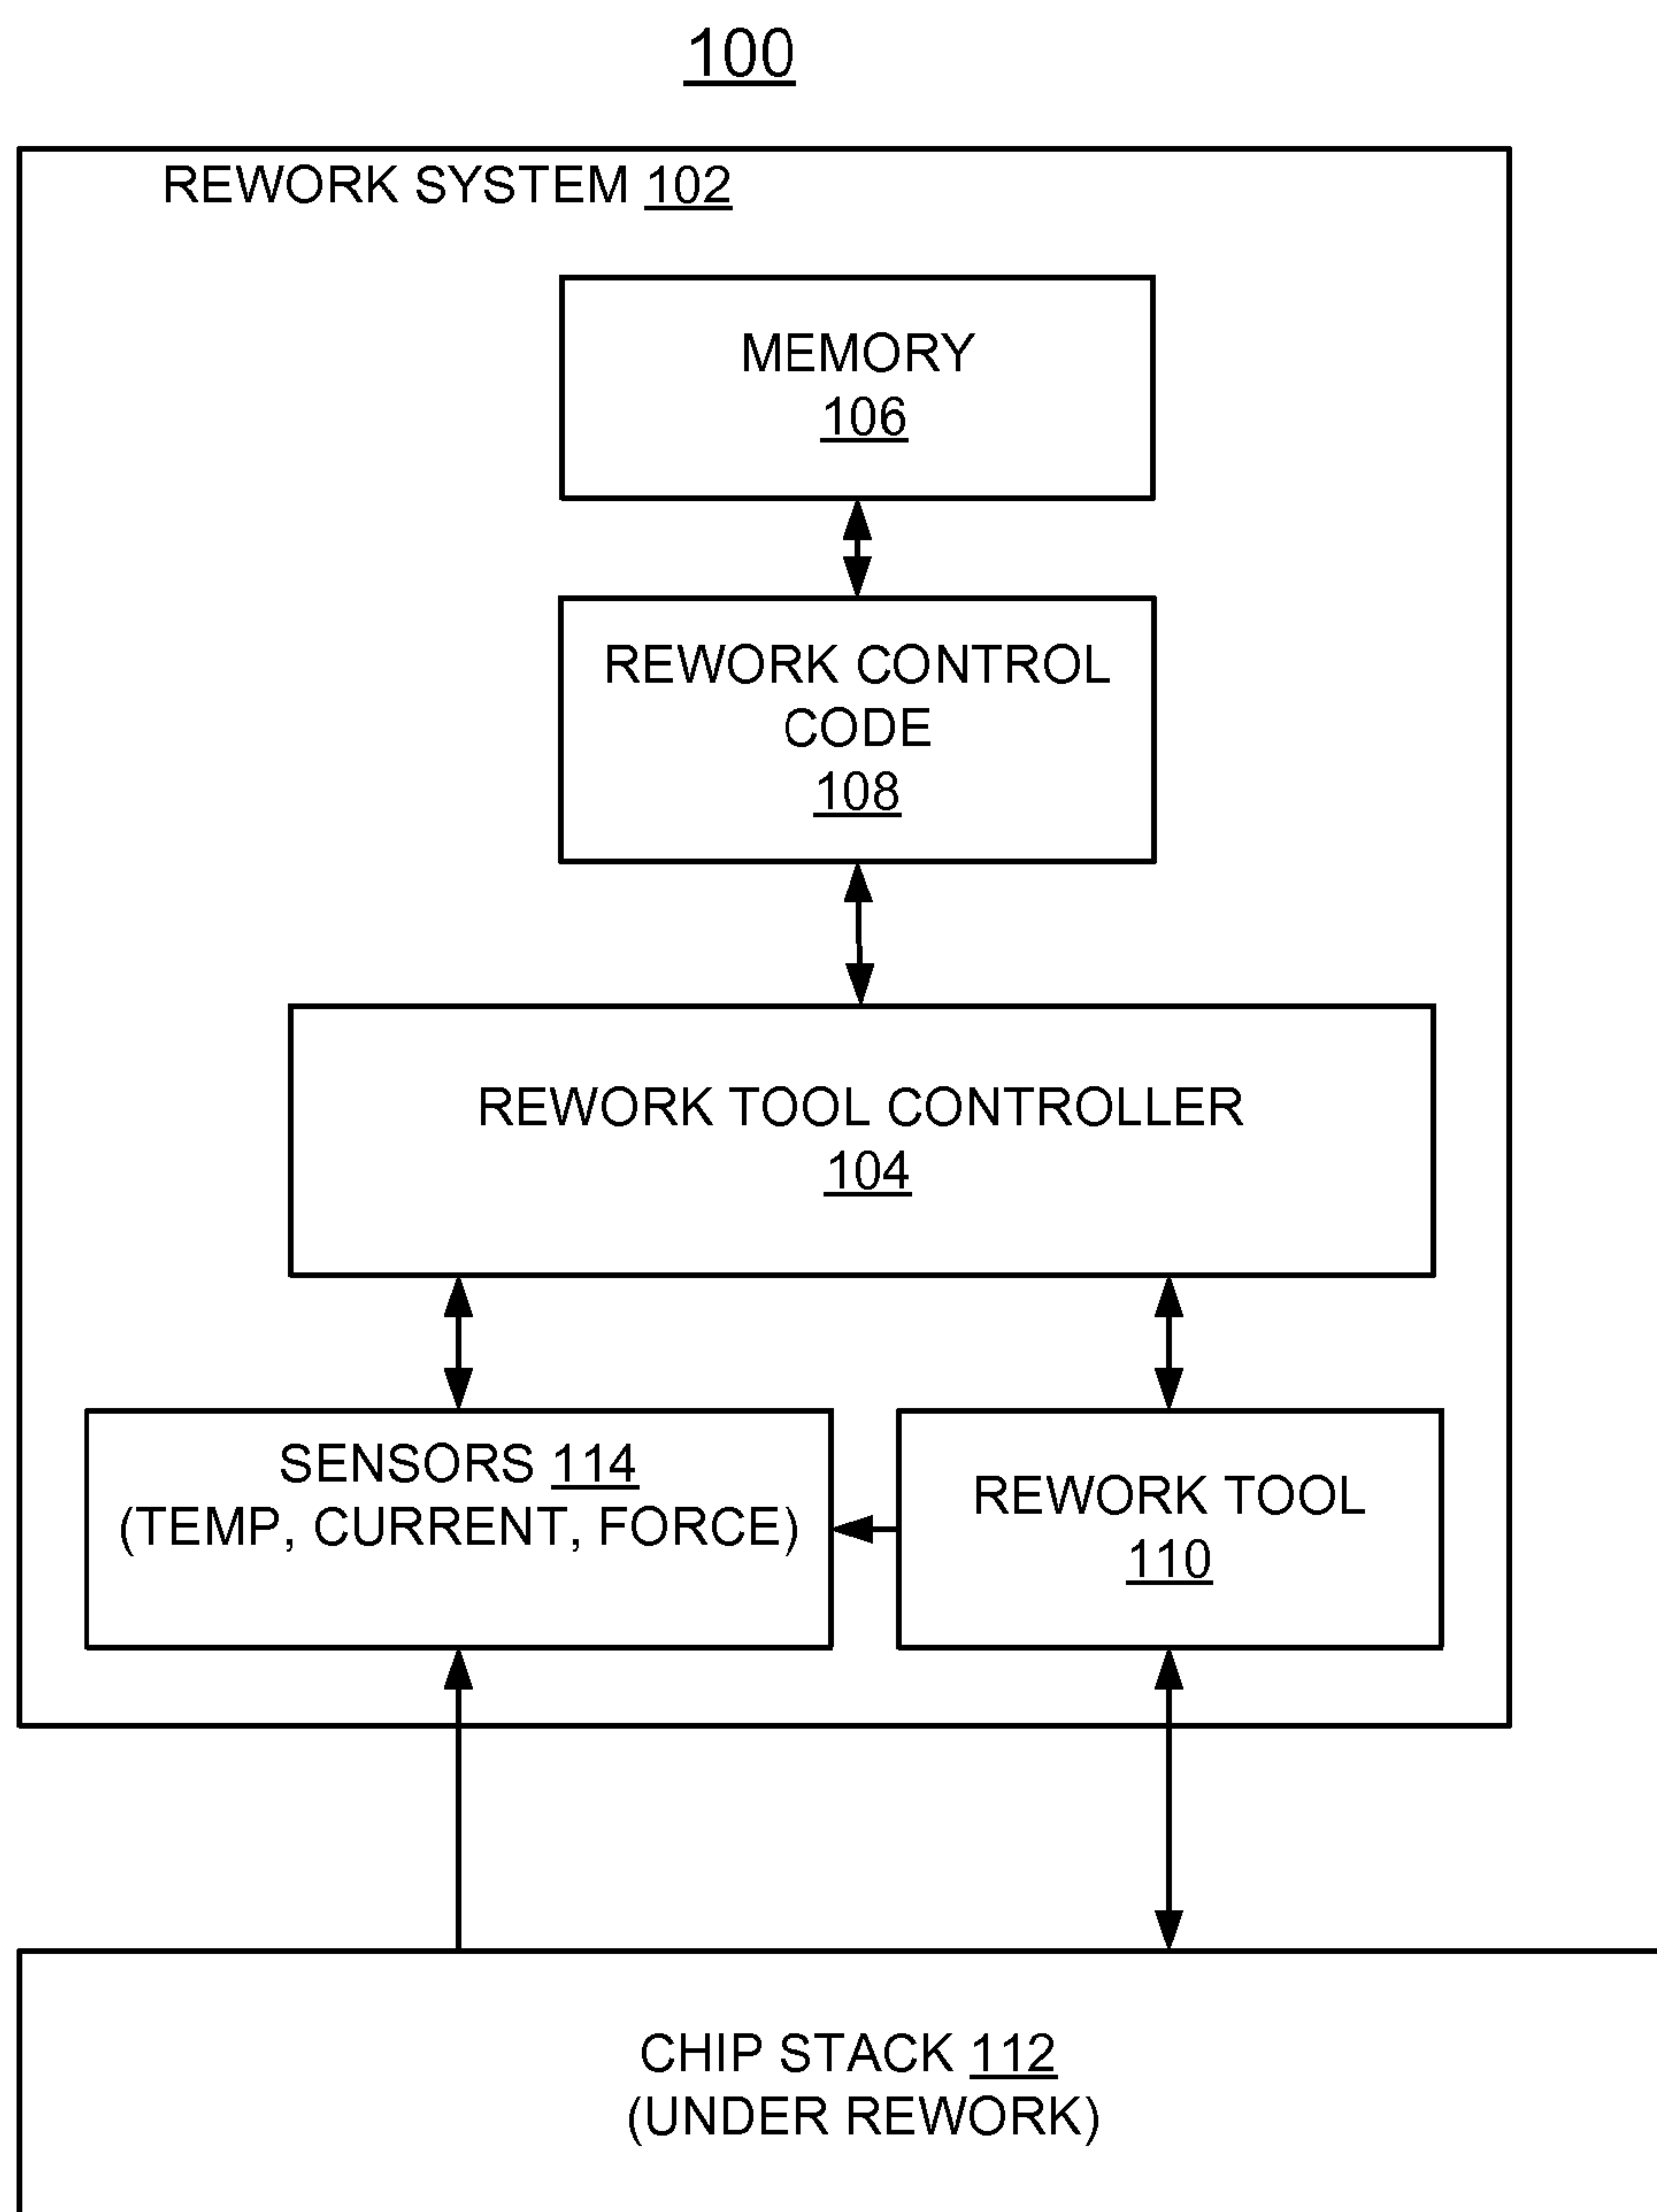 100
REWORK SYSTEM 102
MEMORY
106
REWORK CONTROL
CODE
108
REWORK TOOL CONTROLLER
104
SENSORS 114
(TEMP, CURRENT, FORCE)
REWORK TOOL
110
CHIP STACK 112
(UNDER REWORK)